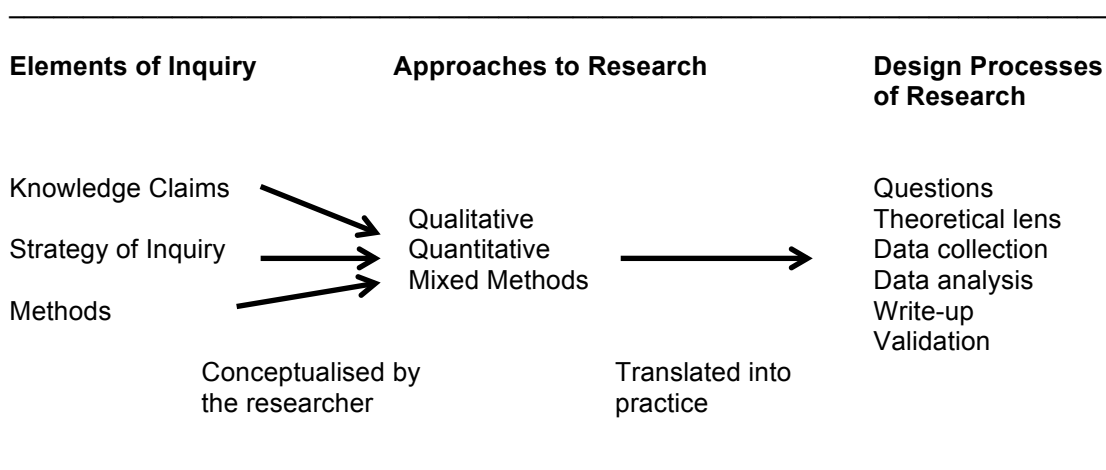 Elements of Inquiry
Approaches to Research
Design Processes
of Research
Knowledge Claims
Strategy of Inquiry
Methods
Qualitative
Quantitative
Mixed Methods
Questions
Theoretical lens
Data collection
Data analysis
Write-up
Validation
Conceptualised by
the researcher
Translated into
practice